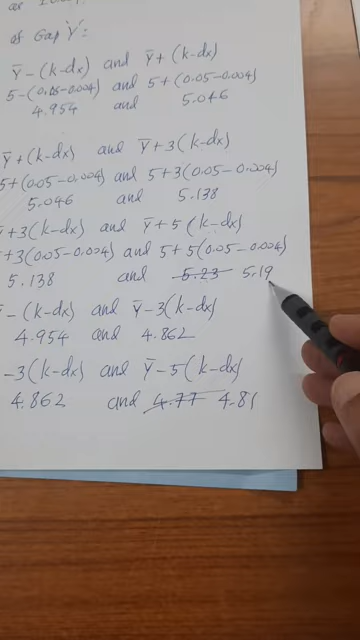 of Gap 'Y':
Ȳ-(k-dx) and Ȳ+(k-dx)
5-(0.05-0.004) and 5+(0.05-0.004)
4.954 and 5.046
Ȳ+(k-dx) and Ȳ+3(k-dx)
5+(0.05-0.004) and 5+3(0.05-0.004)
5.046 and 5.138
Ȳ+3(k-dx) and Ȳ+5(k-dx)
+3(0.05-0.004) and 5+5(0.05-0.004)
5.138 and 5.23 5.19
-(k-dx) and Ȳ-3(k-dx)
4.954 and 4.862
-3(k-dx) and Ȳ-5(k-dx)
4.862 and 4.77 4.81